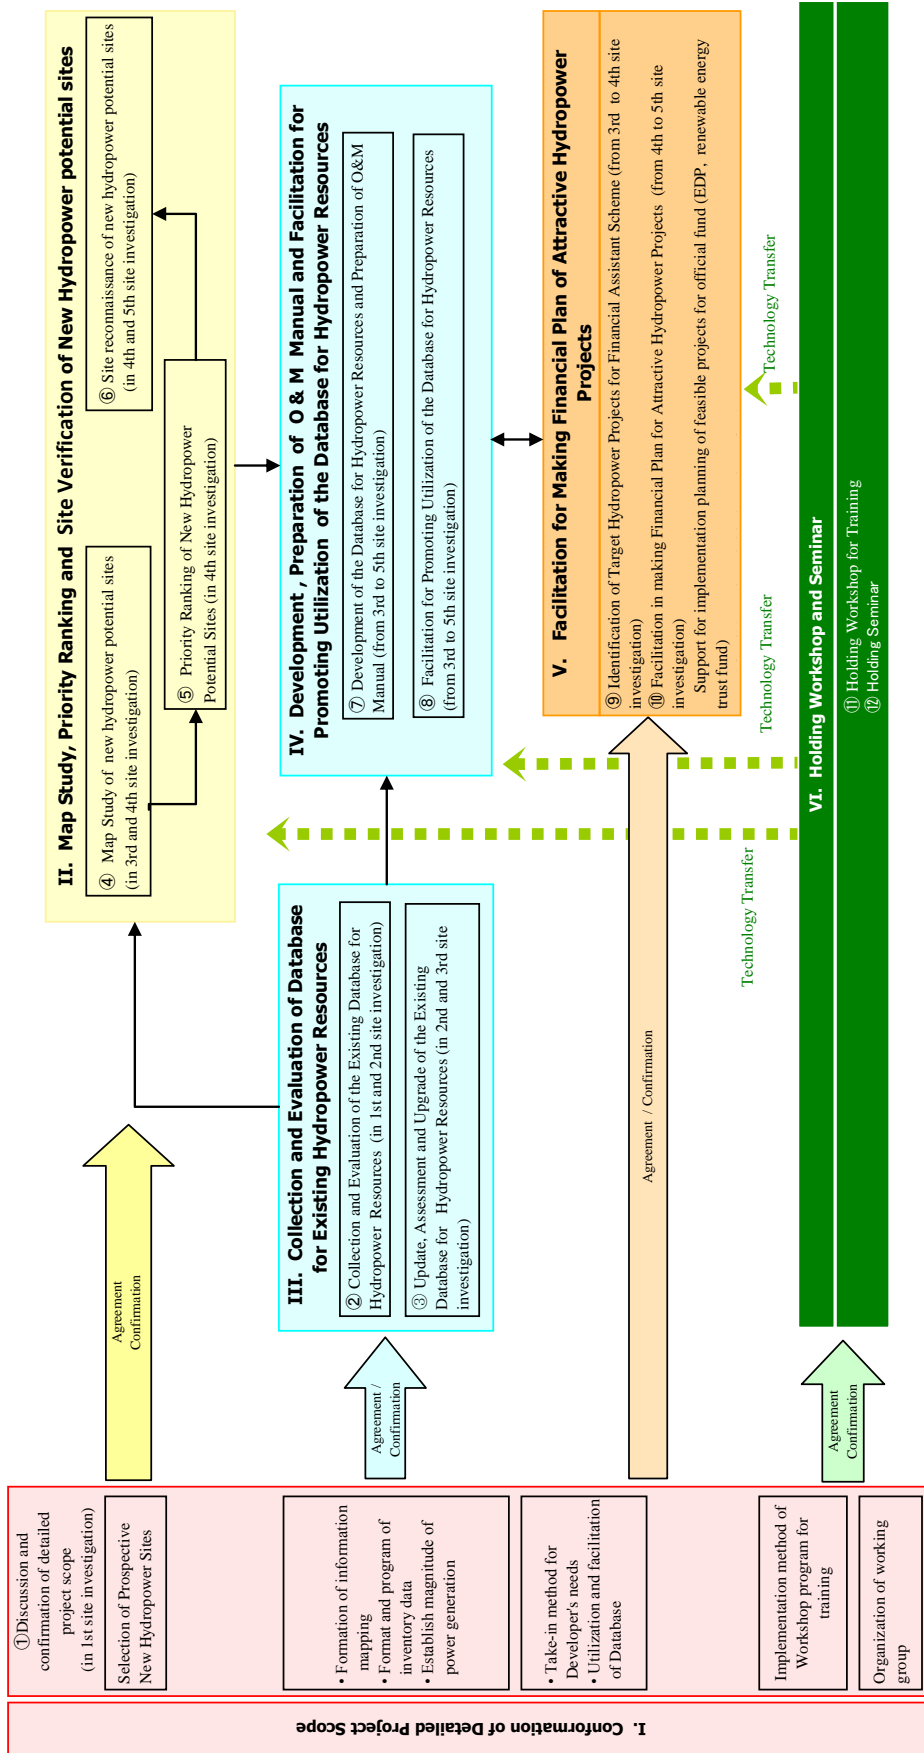 I. Conformation of Detailed Project Scope
①Discussion and
confirmation of detailed
project scope
(in 1st site investigation)
Selection of Prospective
New Hydropower Sites
• Formation of information
mapping
• Format and program of
inventory data
• Establish magnitude of
power generation
• Take-in method for
Developer's needs
• Utilization and facilitation
of Database
Implementation method of
Workshop program for
training
Organization of working
group
Agreement
Confirmation
Agreement /
Confirmation
Agreement / Confirmation
Agreement
Confirmation
II. Map Study, Priority Ranking and Site Verification of New Hydropower potential sites
④ Map Study of new hydropower potential sites
(in 3rd and 4th site investigation)
⑤ Priority Ranking of New Hydropower
Potential Sites (in 4th site investigation)
⑥ Site reconnaissance of new hydropower potential sites
(in 4th and 5th site investigation)
III. Collection and Evaluation of Database
for Existing Hydropower Resources
② Collection and Evaluation of the Existing Database for
Hydropower Resources (in 1st and 2nd site investigation)
③ Update, Assessment and Upgrade of the Existing
Database for Hydropower Resources (in 2nd and 3rd site
investigation)
IV. Development , Preparation of O & M Manual and Facilitation for
Promoting Utilization of the Database for Hydropower Resources
⑦ Development of the Database for Hydropower Resources and Preparation of O&M
Manual (from 3rd to 5th site investigation)
⑧ Facilitation for Promoting Utilization of the Database for Hydropower Resources
(from 3rd to 5th site investigation)
V. Facilitation for Making Financial Plan of Attractive Hydropower
Projects
⑨ Identification of Target Hydropower Projects for Financial Assistant Scheme (from 3rd to 4th site
investigation)
⑩ Facilitation in making Financial Plan for Attractive Hydropower Projects (from 4th to 5th site
investigation)
Support for implementation planning of feasible projects for official fund (EDP, renewable energy
trust fund)
Technology Transfer
Technology Transfer
Technology Transfer
VI. Holding Workshop and Seminar
⑪ Holding Workshop for Training
⑫ Holding Seminar